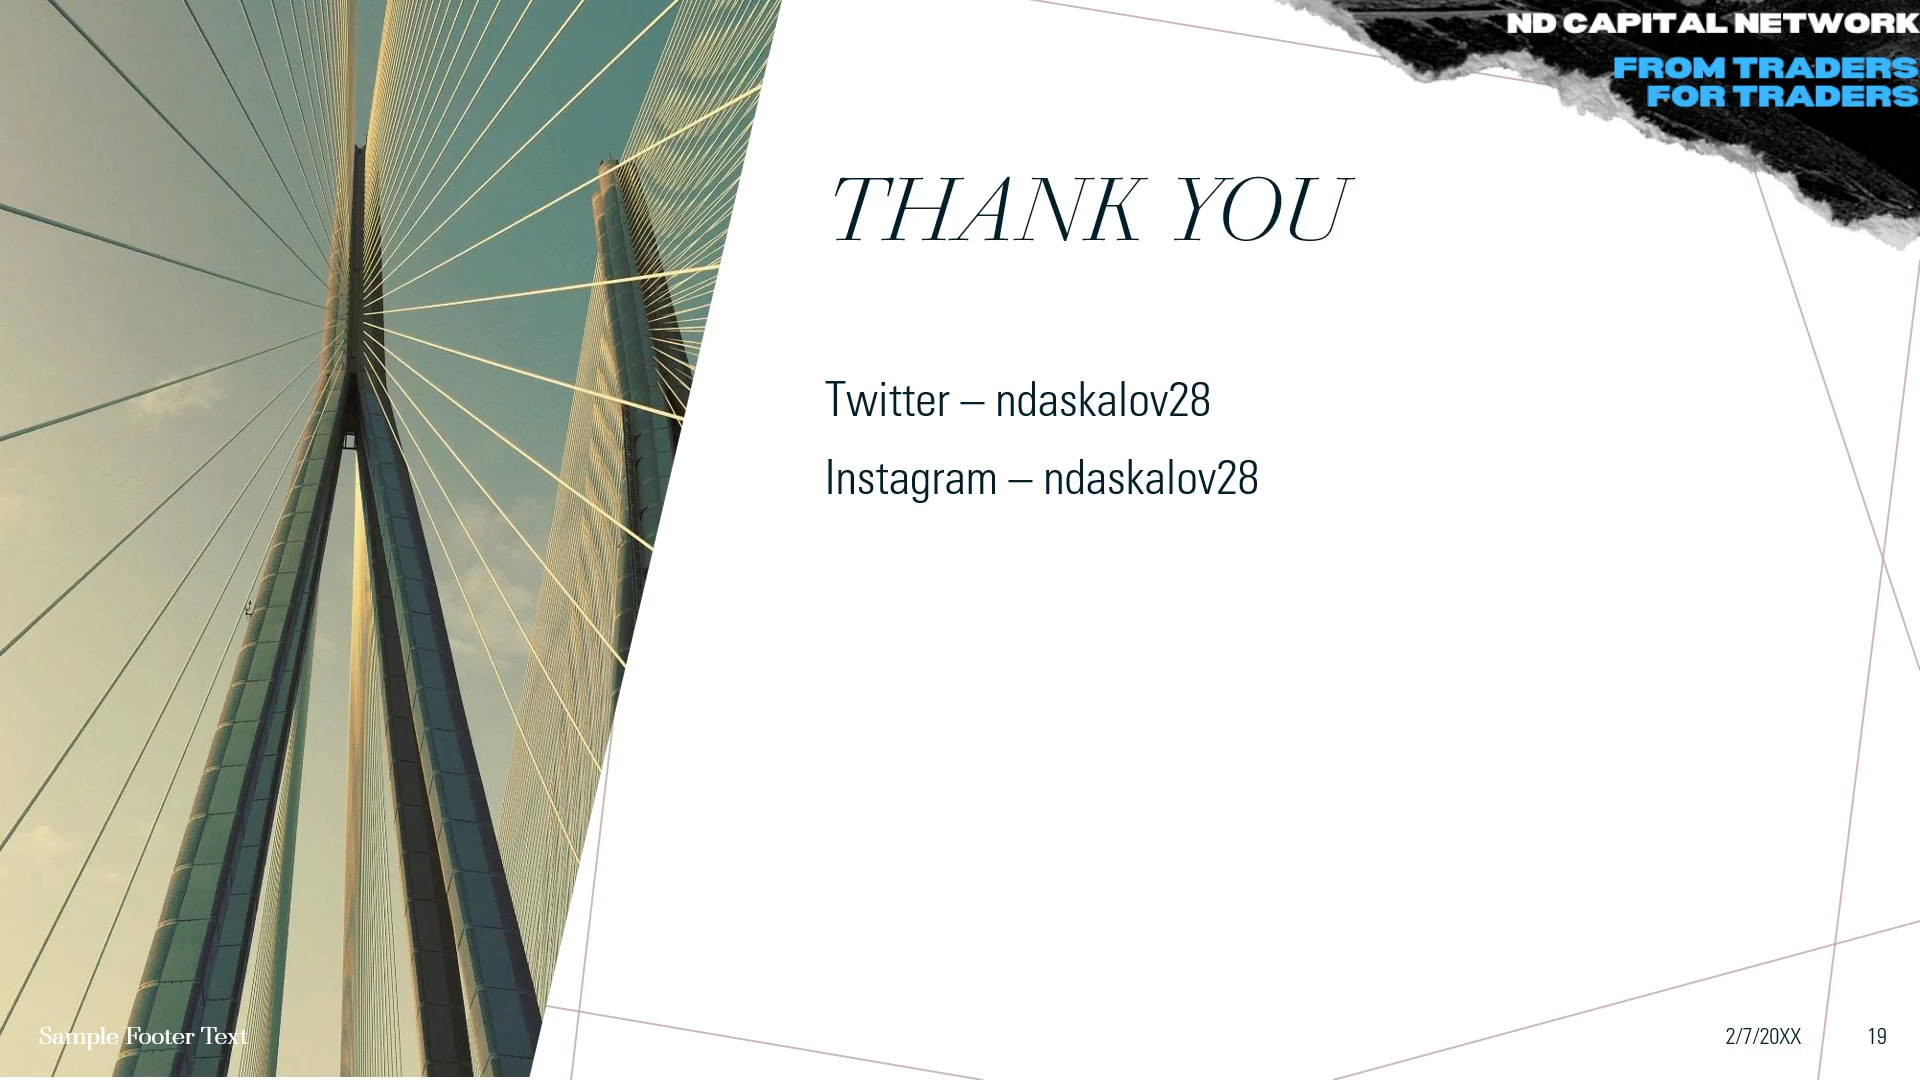 ND CAPITAL NETWORK
FROM TRADERS
FOR TRADERS
THANK YOU
Twitter – ndaskalov28
Instagram – ndaskalov28
Sample Footer Text
2/7/20XX
19